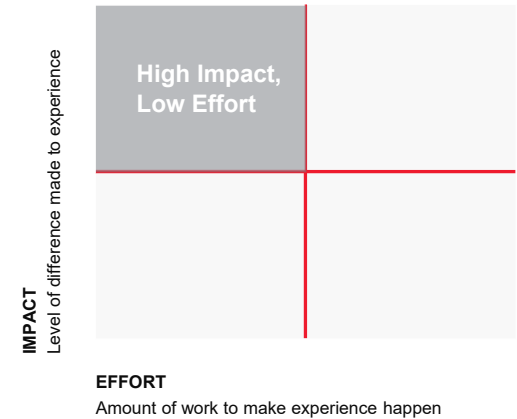 High Impact,
Low Effort
IMPACT
Level of difference made to experience
EFFORT
Amount of work to make experience happen